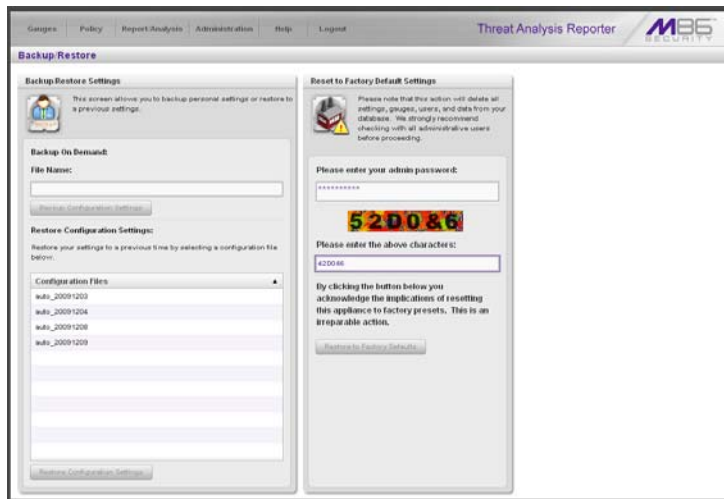 Gauges Policy Report/Analysis Administration Help Logout
Threat Analysis Reporter
M86
SECURITY
Backup/Restore
Backup/Restore Settings
This screen allows you to backup personal settings or restore to
a previous settings.
Backup On Demand:
File Name:
Backup Configuration Settings
Restore Configuration Settings:
Restore your settings to a previous time by selecting a configuration file
below.
Configuration Files
auto_20091203
auto_20091204
auto_20091208
auto_20091209
Restore Configuration Settings
Reset to Factory Default Settings
Please note that this action will delete all
settings, gauges, users, and data from your
database. We strongly recommend
checking with all administrative users
before proceeding.
Please enter your admin password:
**********
52D086
Please enter the above characters:
42D046
By clicking the button below you
acknowledge the implications of resetting
this appliance to factory presets. This is an
irreparable action.
Restore to Factory Defaults